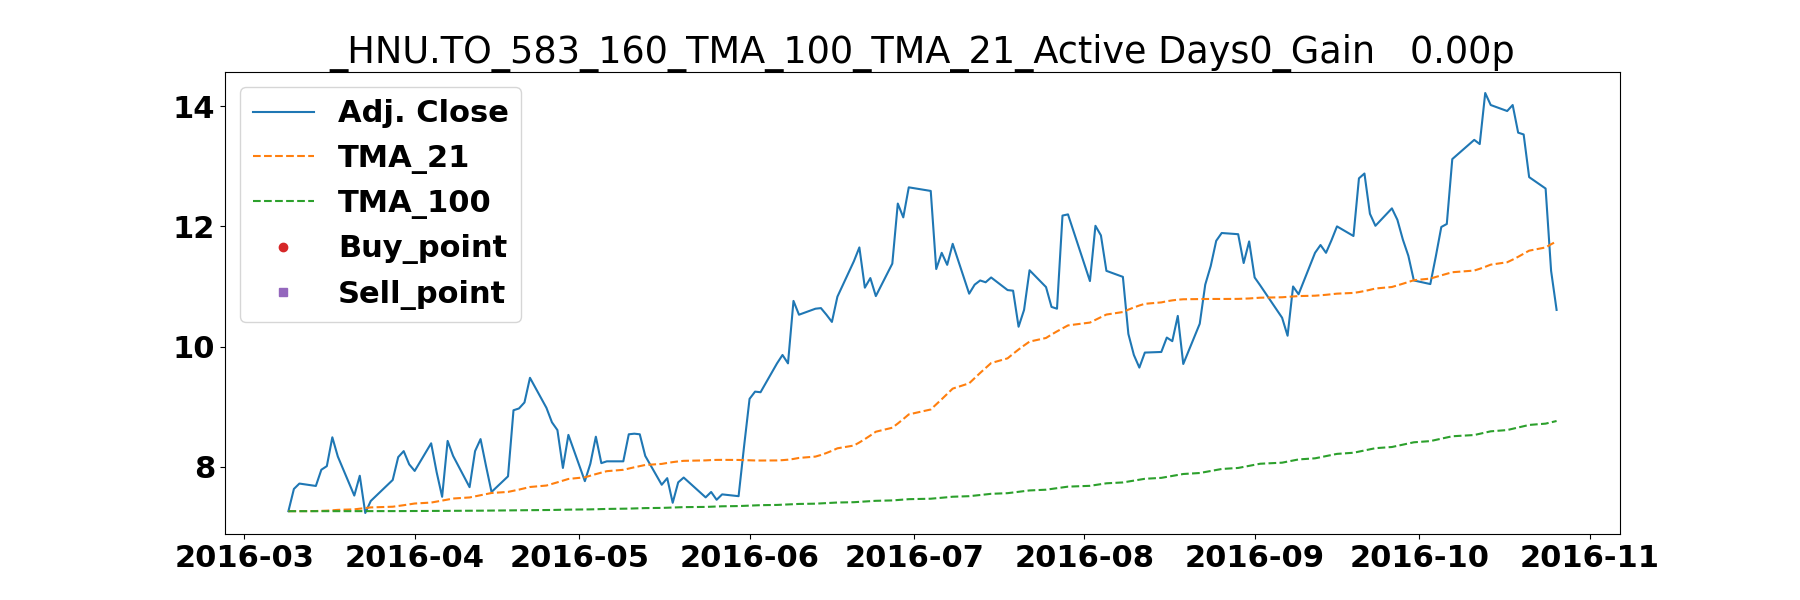 _HNU.TO_583_160_TMA_100_TMA_21_Active Days0_Gain   0.00p
14
12
10
8
Adj. Close
TMA_21
TMA_100
Buy_point
Sell_point
2016-03 2016-04 2016-05 2016-06 2016-07 2016-08 2016-09 2016-10 2016-11